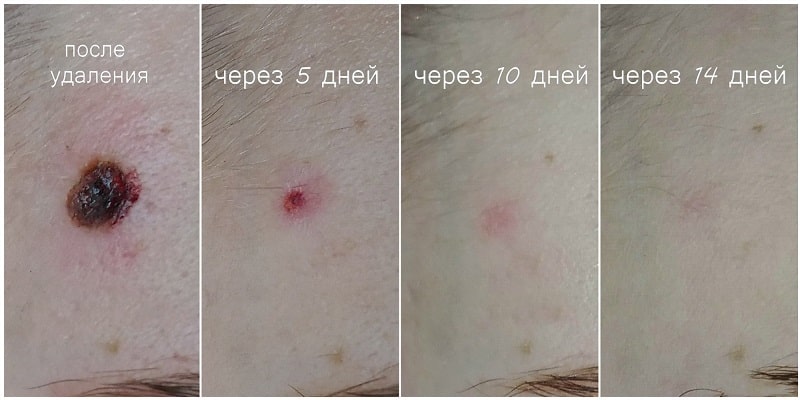 после
удаления
через 5 дней
через 10 дней
через 14 дней